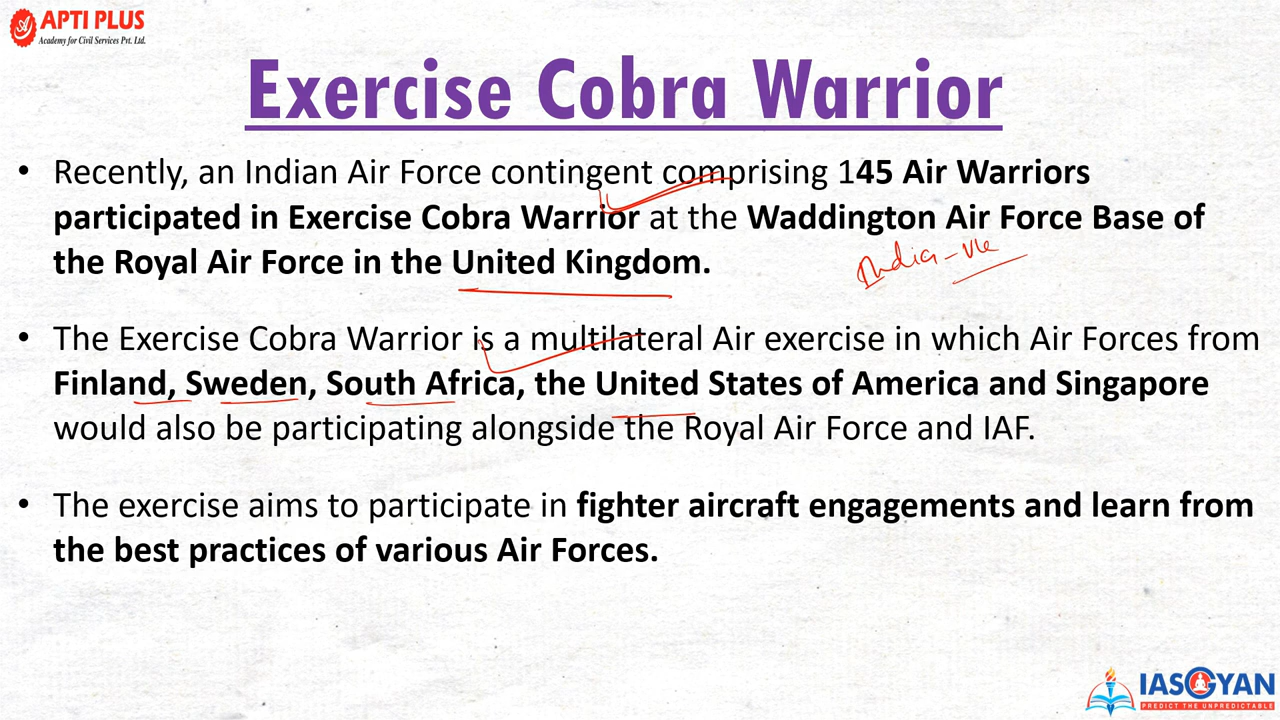 APTI PLUS
Academy for Civil Services Pvt. Ltd.
Exercise Cobra Warrior
• Recently, an Indian Air Force contingent comprising 145 Air Warriors
participated in Exercise Cobra Warrior at the Waddington Air Force Base of
the Royal Air Force in the United Kingdom.
India - UK
• The Exercise Cobra Warrior is a multilateral Air exercise in which Air Forces from
Finland, Sweden, South Africa, the United States of America and Singapore
would also be participating alongside the Royal Air Force and IAF.
• The exercise aims to participate in fighter aircraft engagements and learn from
the best practices of various Air Forces.
IASGYAN
PREDICT THE UNPREDICTABLE